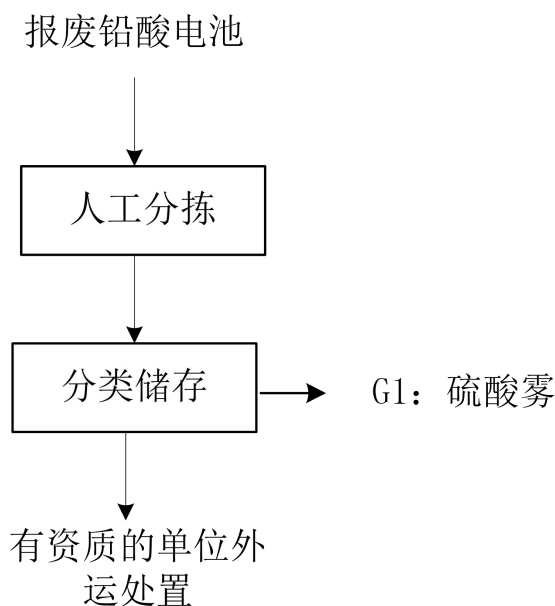 报废铅酸电池
人工分拣
分类储存
G1：硫酸雾
有资质的单位外
运处置